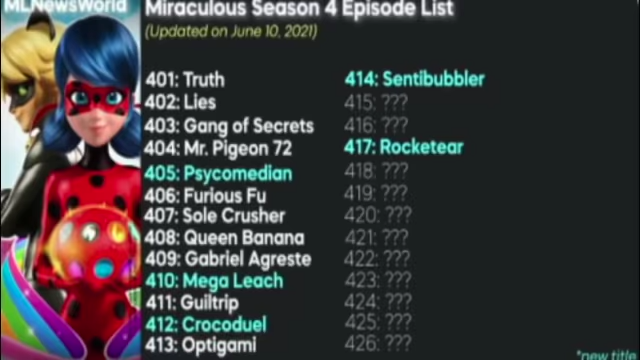 MLNewsWorld
Miraculous Season 4 Episode List
(Updated on June 10, 2021)
401: Truth
402: Lies
403: Gang of Secrets
404: Mr. Pigeon 72
405: Psycomedian
406: Furious Fu
407: Sole Crusher
408: Queen Banana
409: Gabriel Agreste
410: Mega Leach
411: Guiltrip
412: Crocoduel
413: Optigami
414: Sentibubbler
415: ???
416: ???
417: Rocketear
418: ???
419: ???
420: ???
421: ???
422: ???
423: ???
424: ???
425: ???
426: ???
*new title